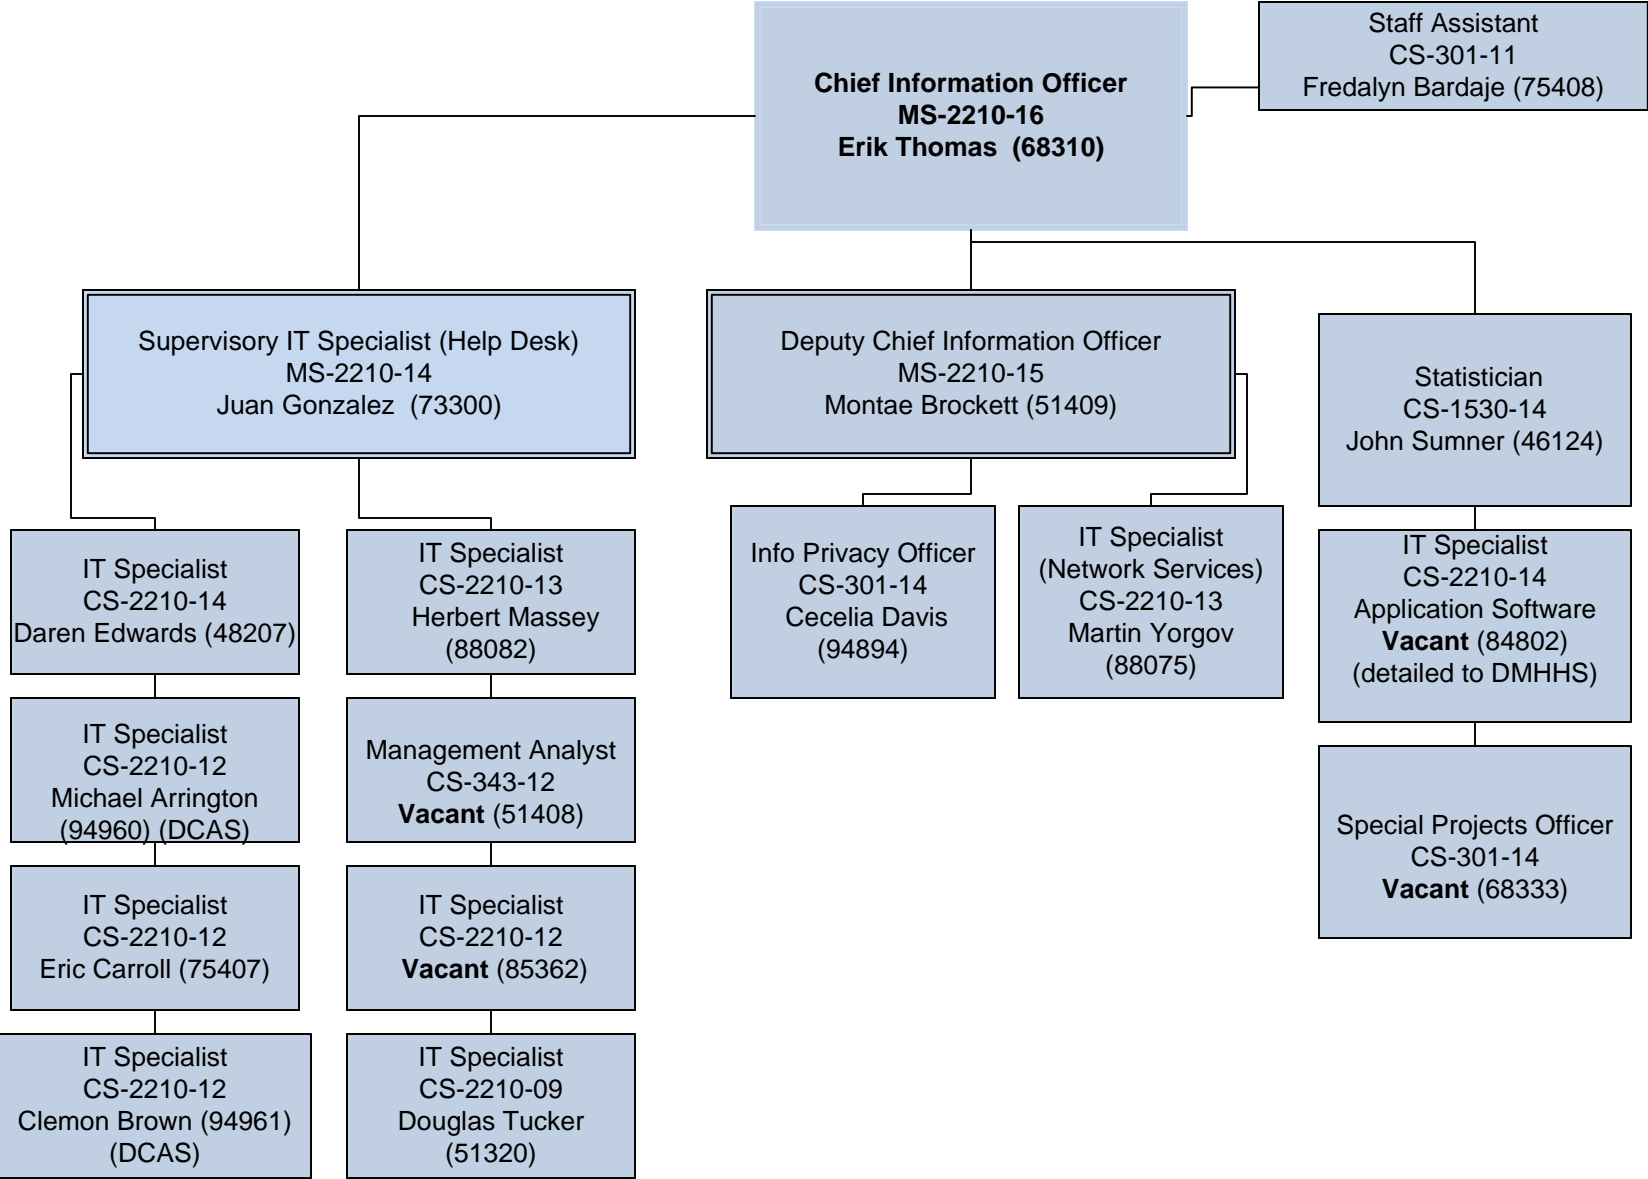 Chief Information Officer
MS-2210-16
Erik Thomas (68310)
Staff Assistant
CS-301-11
Fredalyn Bardaje (75408)
Supervisory IT Specialist (Help Desk)
MS-2210-14
Juan Gonzalez (73300)
Deputy Chief Information Officer
MS-2210-15
Montae Brockett (51409)
Statistician
CS-1530-14
John Sumner (46124)
IT Specialist
CS-2210-14
Daren Edwards (48207)
IT Specialist
CS-2210-13
Herbert Massey
(88082)
Info Privacy Officer
CS-301-14
Cecelia Davis
(94894)
IT Specialist
(Network Services)
CS-2210-13
Martin Yorgov
(88075)
IT Specialist
CS-2210-14
Application Software
Vacant (84802)
(detailed to DMHHS)
IT Specialist
CS-2210-12
Michael Arrington
(94960) (DCAS)
Management Analyst
CS-343-12
Vacant (51408)
Special Projects Officer
CS-301-14
Vacant (68333)
IT Specialist
CS-2210-12
Eric Carroll (75407)
IT Specialist
CS-2210-12
Vacant (85362)
IT Specialist
CS-2210-12
Clemon Brown (94961)
(DCAS)
IT Specialist
CS-2210-09
Douglas Tucker
(51320)